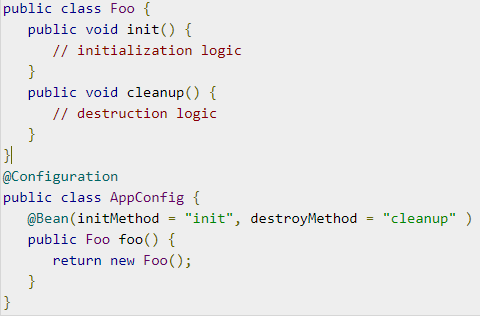 public class Foo {
   public void init() {
      // initialization logic
   }
   public void cleanup() {
      // destruction logic
   }
}
@Configuration
public class AppConfig {
   @Bean(initMethod = "init", destroyMethod = "cleanup" )
   public Foo foo() {
      return new Foo();
   }
}